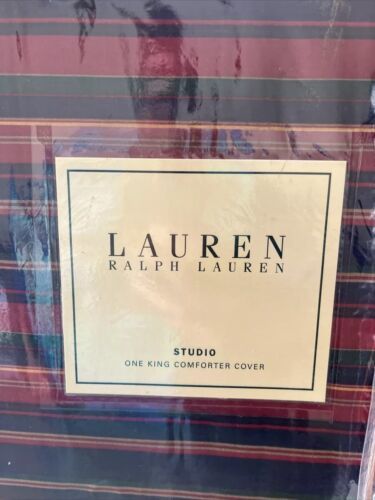 LAUREN
RALPH LAUREN
STUDIO
ONE KING COMFORTER COVER